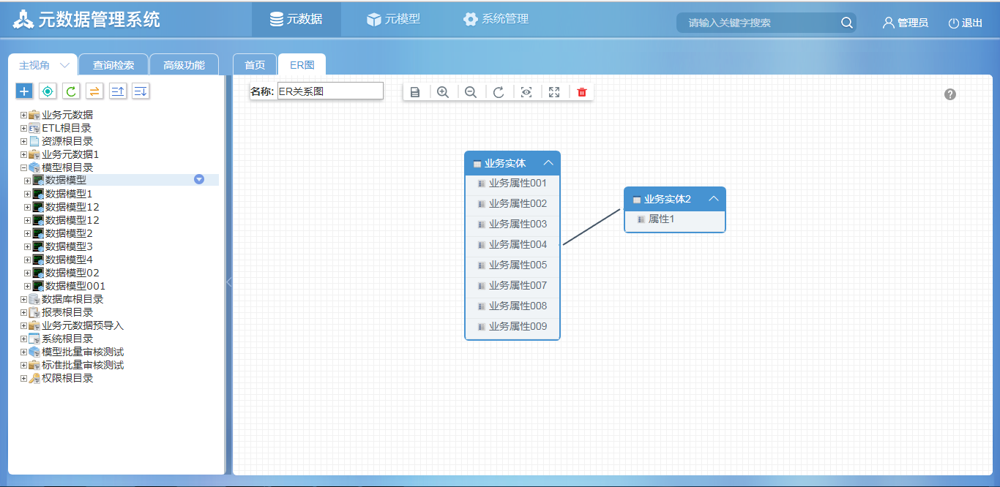 元数据管理系统
元数据
元模型
系统管理
请输入关键字搜索
管理员
退出
主视角
查询检索
高级功能
首页
ER图
名称:
ER关系图
业务元数据
ETL根目录
资源根目录
业务元数据1
模型根目录
数据模型
数据模型1
数据模型12
数据模型12
数据模型2
数据模型3
数据模型4
数据模型02
数据模型001
数据库根目录
报表根目录
业务元数据预导入
系统根目录
模型批量审核测试
标准批量审核测试
权限根目录
业务实体
业务属性001
业务属性002
业务属性003
业务属性004
业务属性005
业务属性007
业务属性008
业务属性009
业务实体2
属性1